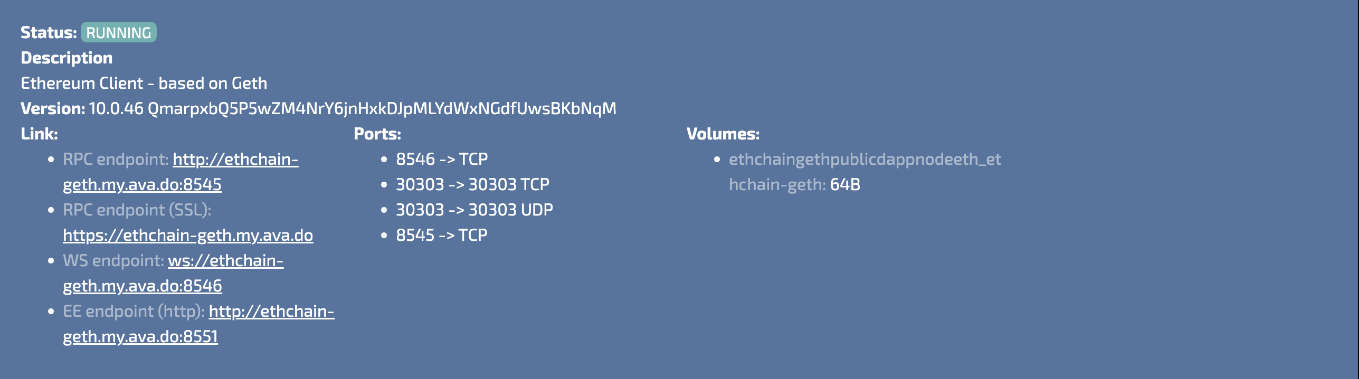 Status: RUNNING
Description
Ethereum Client - based on Geth
Version: 10.0.46 QmarpxbQ5P5wZM4NrY6jnHxkDJpMLYdWxNGdfUwsBKbNqM
Link:
• RPC endpoint: http://ethchain-
geth.my.ava.do:8545
• RPC endpoint (SSL):
https://ethchain-geth.my.ava.do
• WS endpoint: ws://ethchain-
geth.my.ava.do:8546
• EE endpoint (http): http://ethchain-
geth.my.ava.do:8551
Ports:
• 8546 -> TCP
• 30303 -> 30303 TCP
• 30303 -> 30303 UDP
• 8545 -> TCP
Volumes:
• ethchaingethpublicdappnodeeth_et
hchain-geth: 64B